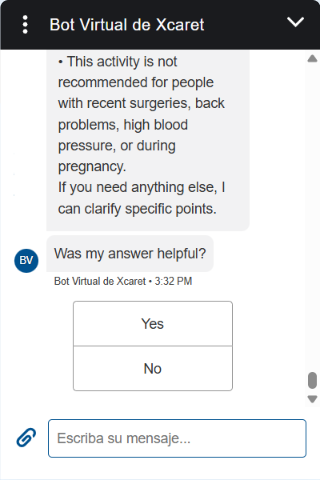 Bot Virtual de Xcaret
• This activity is not
recommended for people
with recent surgeries, back
problems, high blood
pressure, or during
pregnancy.
If you need anything else, I
can clarify specific points.
Was my answer helpful?
BV
Bot Virtual de Xcaret • 3:32 PM
Yes
No
Escriba su mensaje...